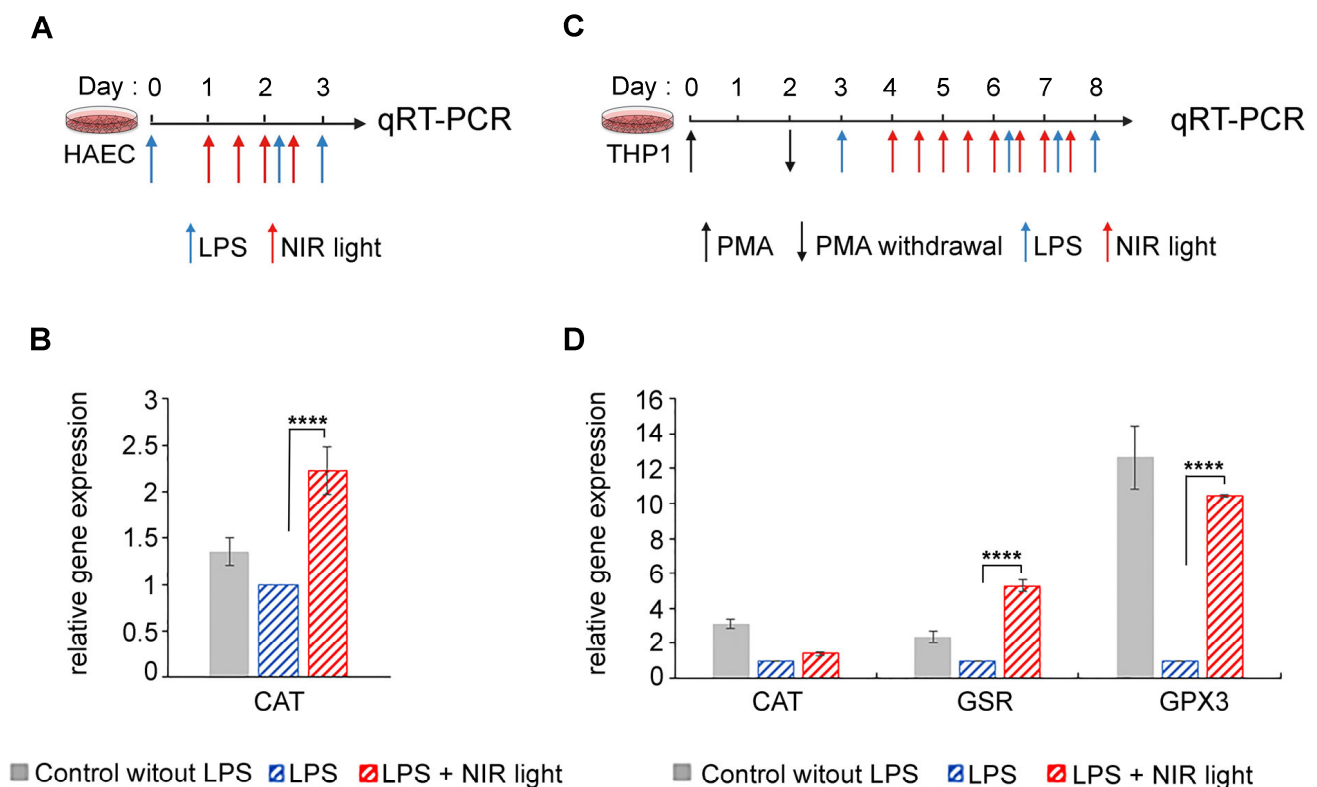 A
Day : 0 1 2 3
qRT-PCR
HAEC
LPS NIR light
B
relative gene expression
3
2.5
2
1.5
1
0.5
0
****
CAT
Control witout LPS LPS LPS + NIR light
C
Day : 0 1 2 3 4 5 6 7 8
qRT-PCR
THP1
PMA PMA withdrawal LPS NIR light
D
relative gene expression
16
14
12
10
8
6
4
2
0
**** ****
CAT GSR GPX3
Control witout LPS LPS LPS + NIR light